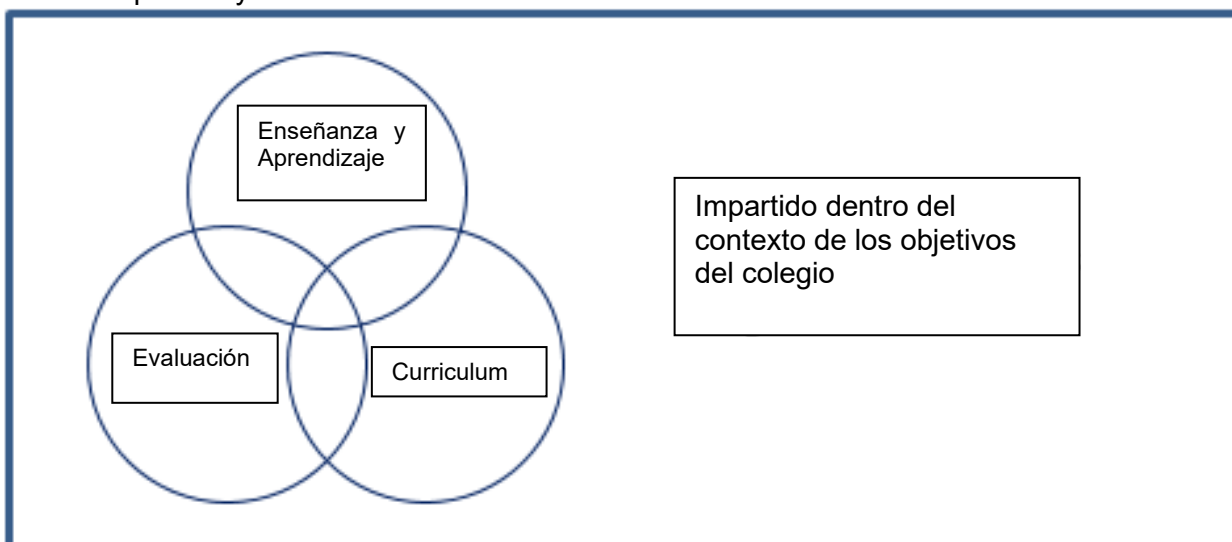 Enseñanza y
Aprendizaje
Impartido dentro del
contexto de los objetivos
del colegio
Evaluación
Curriculum